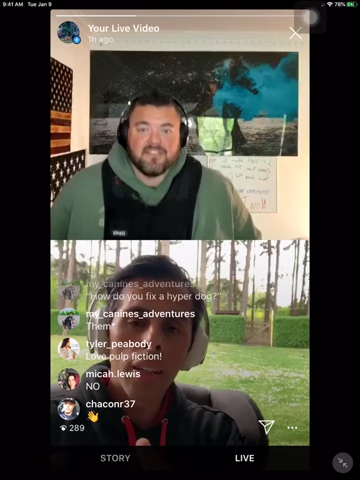 9:41 AM Tue Jan 9
78%
Your Live Video
1h ago
my_canines_adventures
"How do you fix a hyper dog?"
my_canines_adventures
Them"
tyler_peabody
Love pulp fiction!
micah.lewis
NO
chaconr37
👋
289
STORY
LIVE